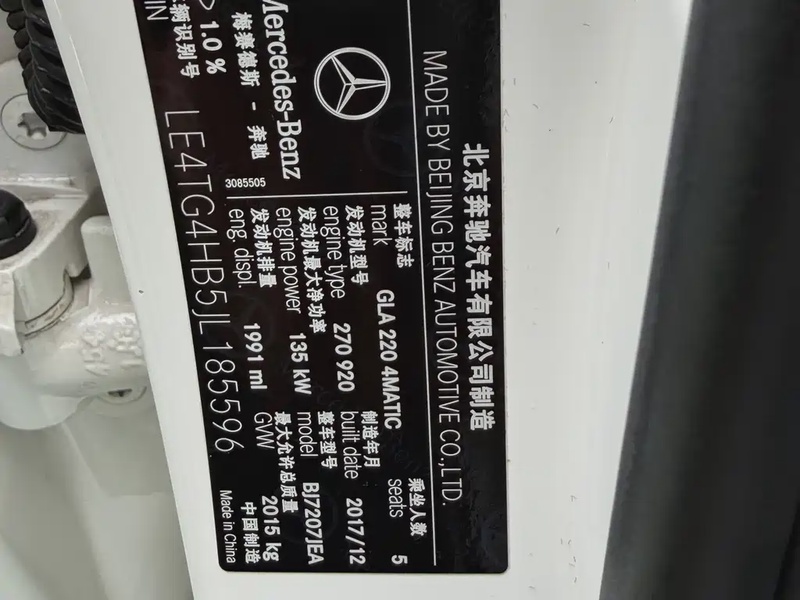 北京奔驰汽车有限公司制造
MADE BY BEIJING BENZ AUTOMOTIVE CO.,LTD.
Mercedes-Benz
梅赛德斯-奔驰
3085505
整车标志
mark GLA 220 4MATIC
乘坐人数
seats 5
发动机型号
engine type 270 920
制造年月
built date 2017/12
发动机最大净功率
engine power 135 kW
整车型号
model BJ7207JEA
发动机排量
eng. displ. 1991 ml
最大允许总质量
GVW 2015 kg
1.0 %
辆识别号
IN LE4TG4HB5JL185596
中国制造
Made in China